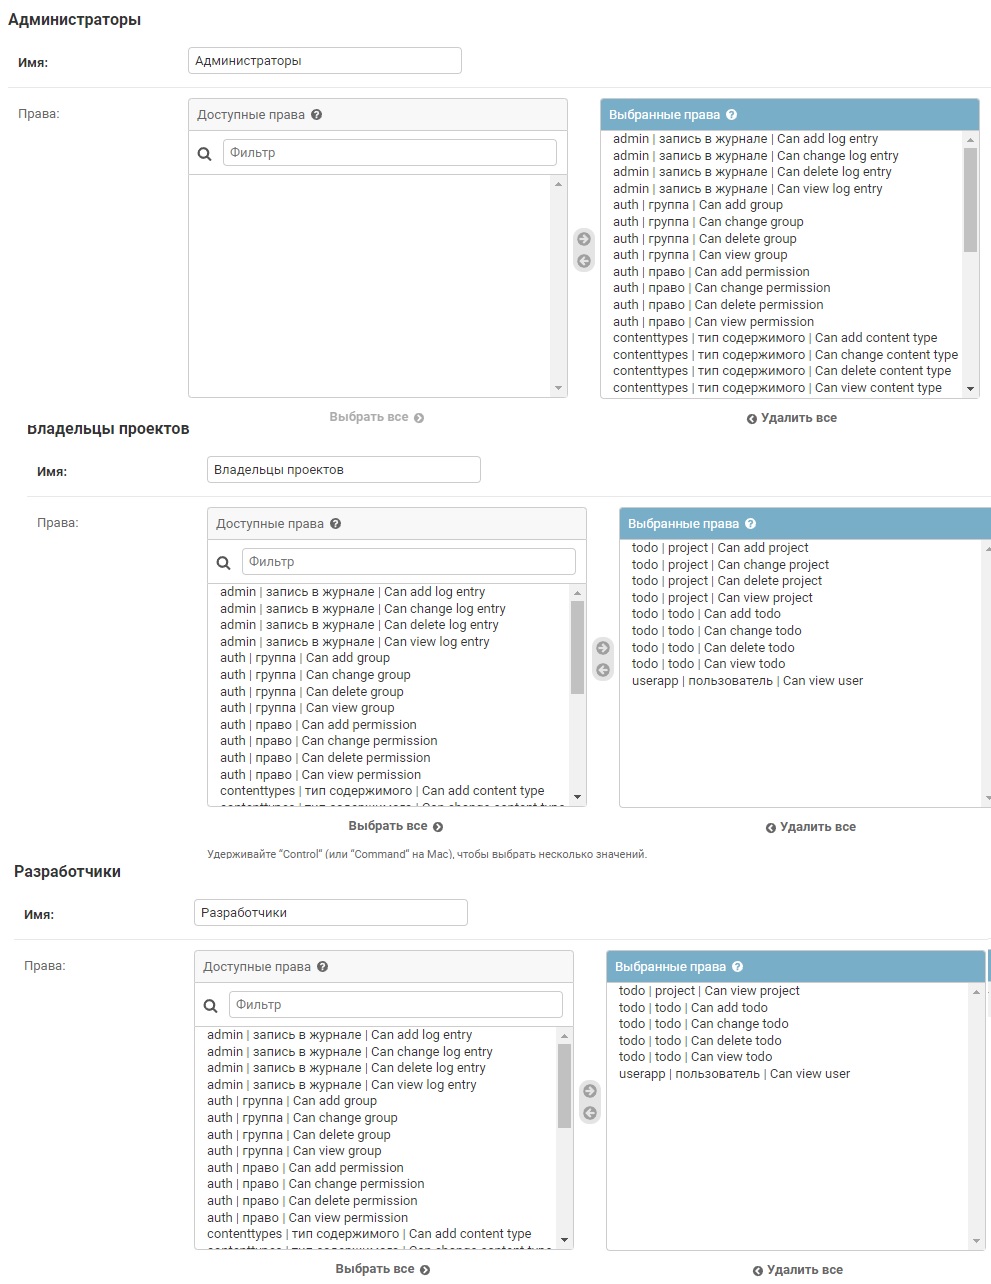 Администраторы
Имя:
Администраторы
Права:
Доступные права
Выбранные права
Фильтр
admin | запись в журнале | Can add log entry
admin | запись в журнале | Can change log entry
admin | запись в журнале | Can delete log entry
admin | запись в журнале | Can view log entry
auth | группа | Can add group
auth | группа | Can change group
auth | группа | Can delete group
auth | группа | Can view group
auth | право | Can add permission
auth | право | Can change permission
auth | право | Can delete permission
auth | право | Can view permission
contenttypes | тип содержимого | Can add content type
contenttypes | тип содержимого | Can change content type
contenttypes | тип содержимого | Can delete content type
contenttypes | тип содержимого | Can view content type
Выбрать все
Удалить все
Владельцы проектов
Имя:
Владельцы проектов
Права:
Доступные права
Фильтр
admin | запись в журнале | Can add log entry
admin | запись в журнале | Can change log entry
admin | запись в журнале | Can delete log entry
admin | запись в журнале | Can view log entry
auth | группа | Can add group
auth | группа | Can change group
auth | группа | Can delete group
auth | группа | Can view group
auth | право | Can add permission
auth | право | Can change permission
auth | право | Can delete permission
auth | право | Can view permission
contenttypes | тип содержимого | Can add content type
contenttypes | тип содержимого | Can change content type
Выбрать все
Выбранные права
todo | project | Can add project
todo | project | Can change project
todo | project | Can delete project
todo | project | Can view project
todo | todo | Can add todo
todo | todo | Can change todo
todo | todo | Can delete todo
todo | todo | Can view todo
userapp | пользователь | Can view user
Удалить все
Удерживайте “Control” (или “Command” на Mac), чтобы выбрать несколько значений.
Разработчики
Имя:
Разработчики
Права:
Доступные права
Фильтр
admin | запись в журнале | Can add log entry
admin | запись в журнале | Can change log entry
admin | запись в журнале | Can delete log entry
admin | запись в журнале | Can view log entry
auth | группа | Can add group
auth | группа | Can change group
auth | группа | Can delete group
auth | группа | Can view group
auth | право | Can add permission
auth | право | Can change permission
auth | право | Can delete permission
auth | право | Can view permission
contenttypes | тип содержимого | Can add content type
contenttypes | тип содержимого | Can change content type
Выбрать все
Выбранные права
todo | project | Can view project
todo | todo | Can add todo
todo | todo | Can change todo
todo | todo | Can delete todo
todo | todo | Can view todo
userapp | пользователь | Can view user
Удалить все